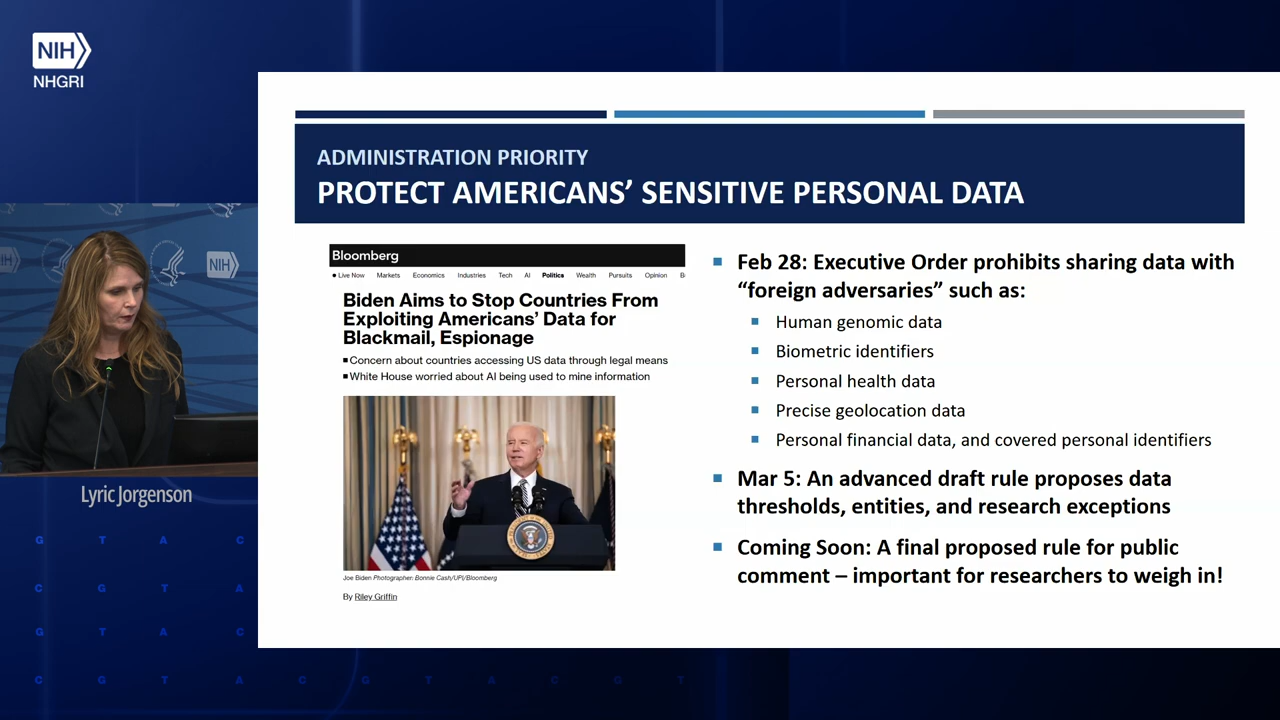 NIH
NHGRI
ADMINISTRATION PRIORITY
PROTECT AMERICANS’ SENSITIVE PERSONAL DATA
Bloomberg
Live Now Markets Economics Industries Tech AI Politics Wealth Pursuits Opinion B
Biden Aims to Stop Countries From
Exploiting Americans’ Data for
Blackmail, Espionage
Concern about countries accessing US data through legal means
White House worried about AI being used to mine information
Joe Biden Photographer: Bonnie Cash/UPI/Bloomberg
By Riley Griffin
Feb 28: Executive Order prohibits sharing data with
“foreign adversaries” such as:
Human genomic data
Biometric identifiers
Personal health data
Precise geolocation data
Personal financial data, and covered personal identifiers
Mar 5: An advanced draft rule proposes data
thresholds, entities, and research exceptions
Coming Soon: A final proposed rule for public
comment – important for researchers to weigh in!
NIH
Lyric Jorgenson
G T A C
C G T A
G T A C
C G T A C G T A C G T